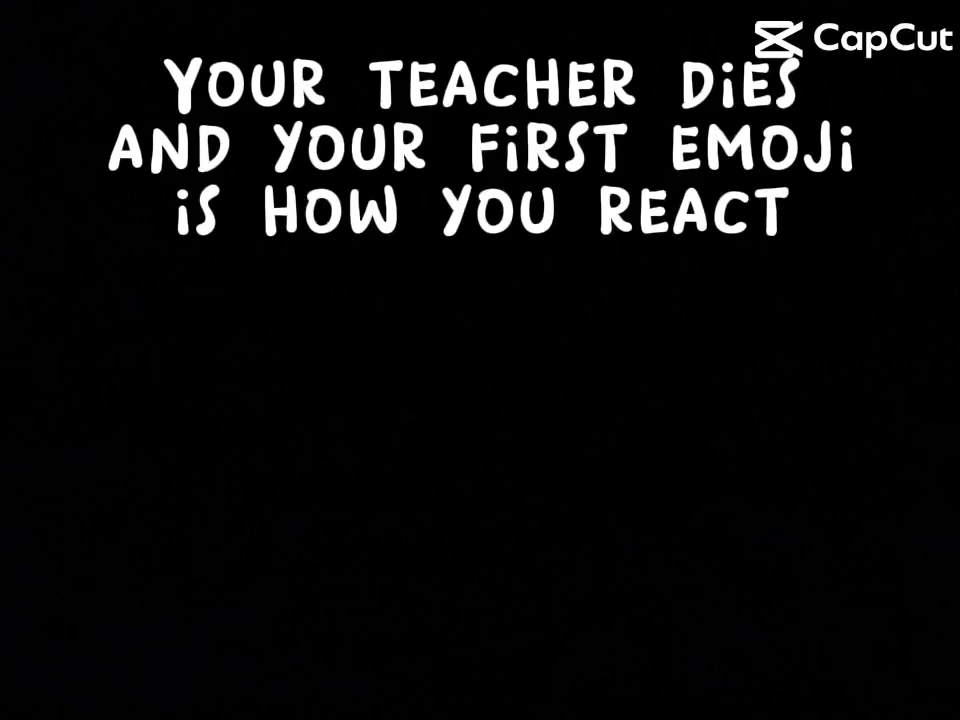 CapCut
YOUR TEACHER DiES
AND YOUR FiRST EMOJi
iS HOW YOU REACT